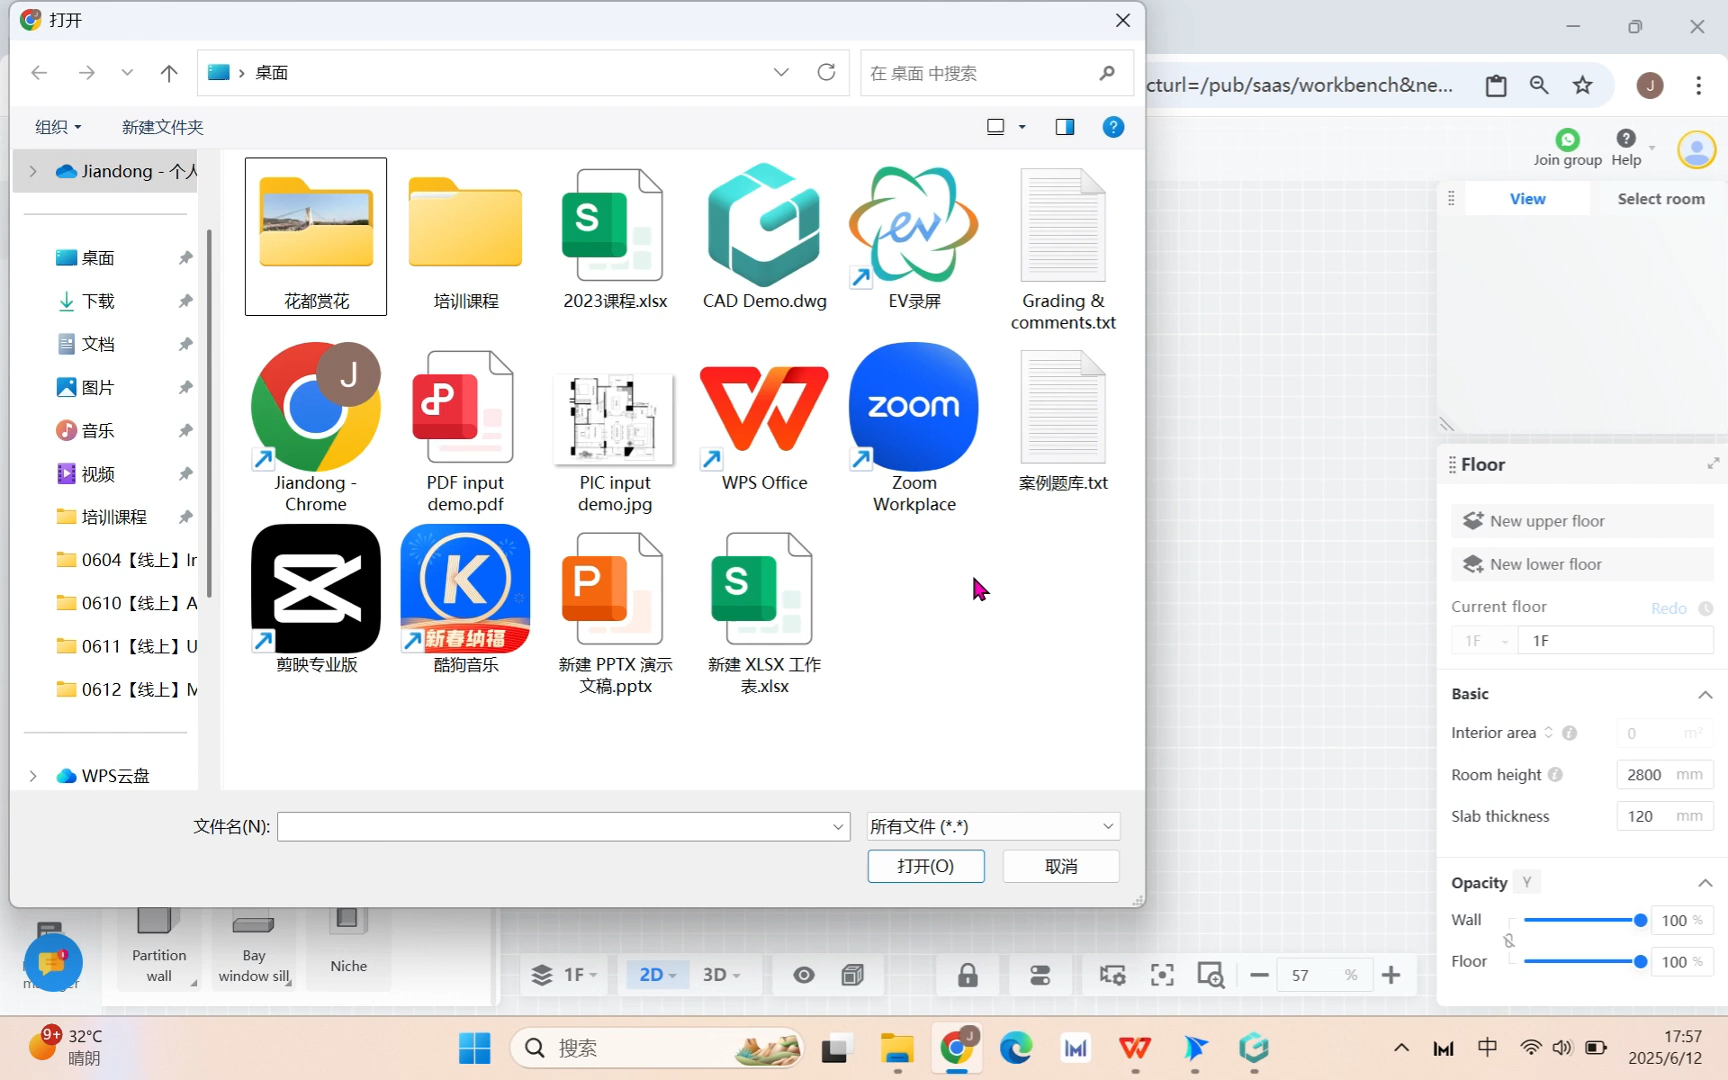 打开
桌面
在 桌面 中搜索
cturl=/pub/saas/workbench&ne...
J
组织
新建文件夹
?
Join group
Help
Jiandong - 个人
View
Select room
桌面
下载
文档
图片
音乐
视频
培训课程
0604【线上】Ir
0610【线上】A
0611【线上】U
0612【线上】M
WPS云盘
花都赏花
培训课程
S
2023课程.xlsx
CAD Demo.dwg
ev
EV录屏
Grading &
comments.txt
J
Jiandong -
Chrome
PDF input
demo.pdf
PIC input
demo.jpg
WPS Office
zoom
Zoom
Workplace
案例题库.txt
剪映专业版
K
新春纳福
酷狗音乐
P
新建 PPTX 演示
文稿.pptx
S
新建 XLSX 工作
表.xlsx
文件名(N):
所有文件 (*.*)
打开(O)
取消
Floor
New upper floor
New lower floor
Current floor
Redo
1F
1F
Basic
Interior area
0 m²
Room height
2800 mm
Slab thickness
120 mm
Opacity
Y
Wall
100 %
Floor
100 %
Partition
wall
Bay
window sill
Niche
1F
2D
3D
57 %
9+
32°C
晴朗
搜索
J
中
17:57
2025/6/12